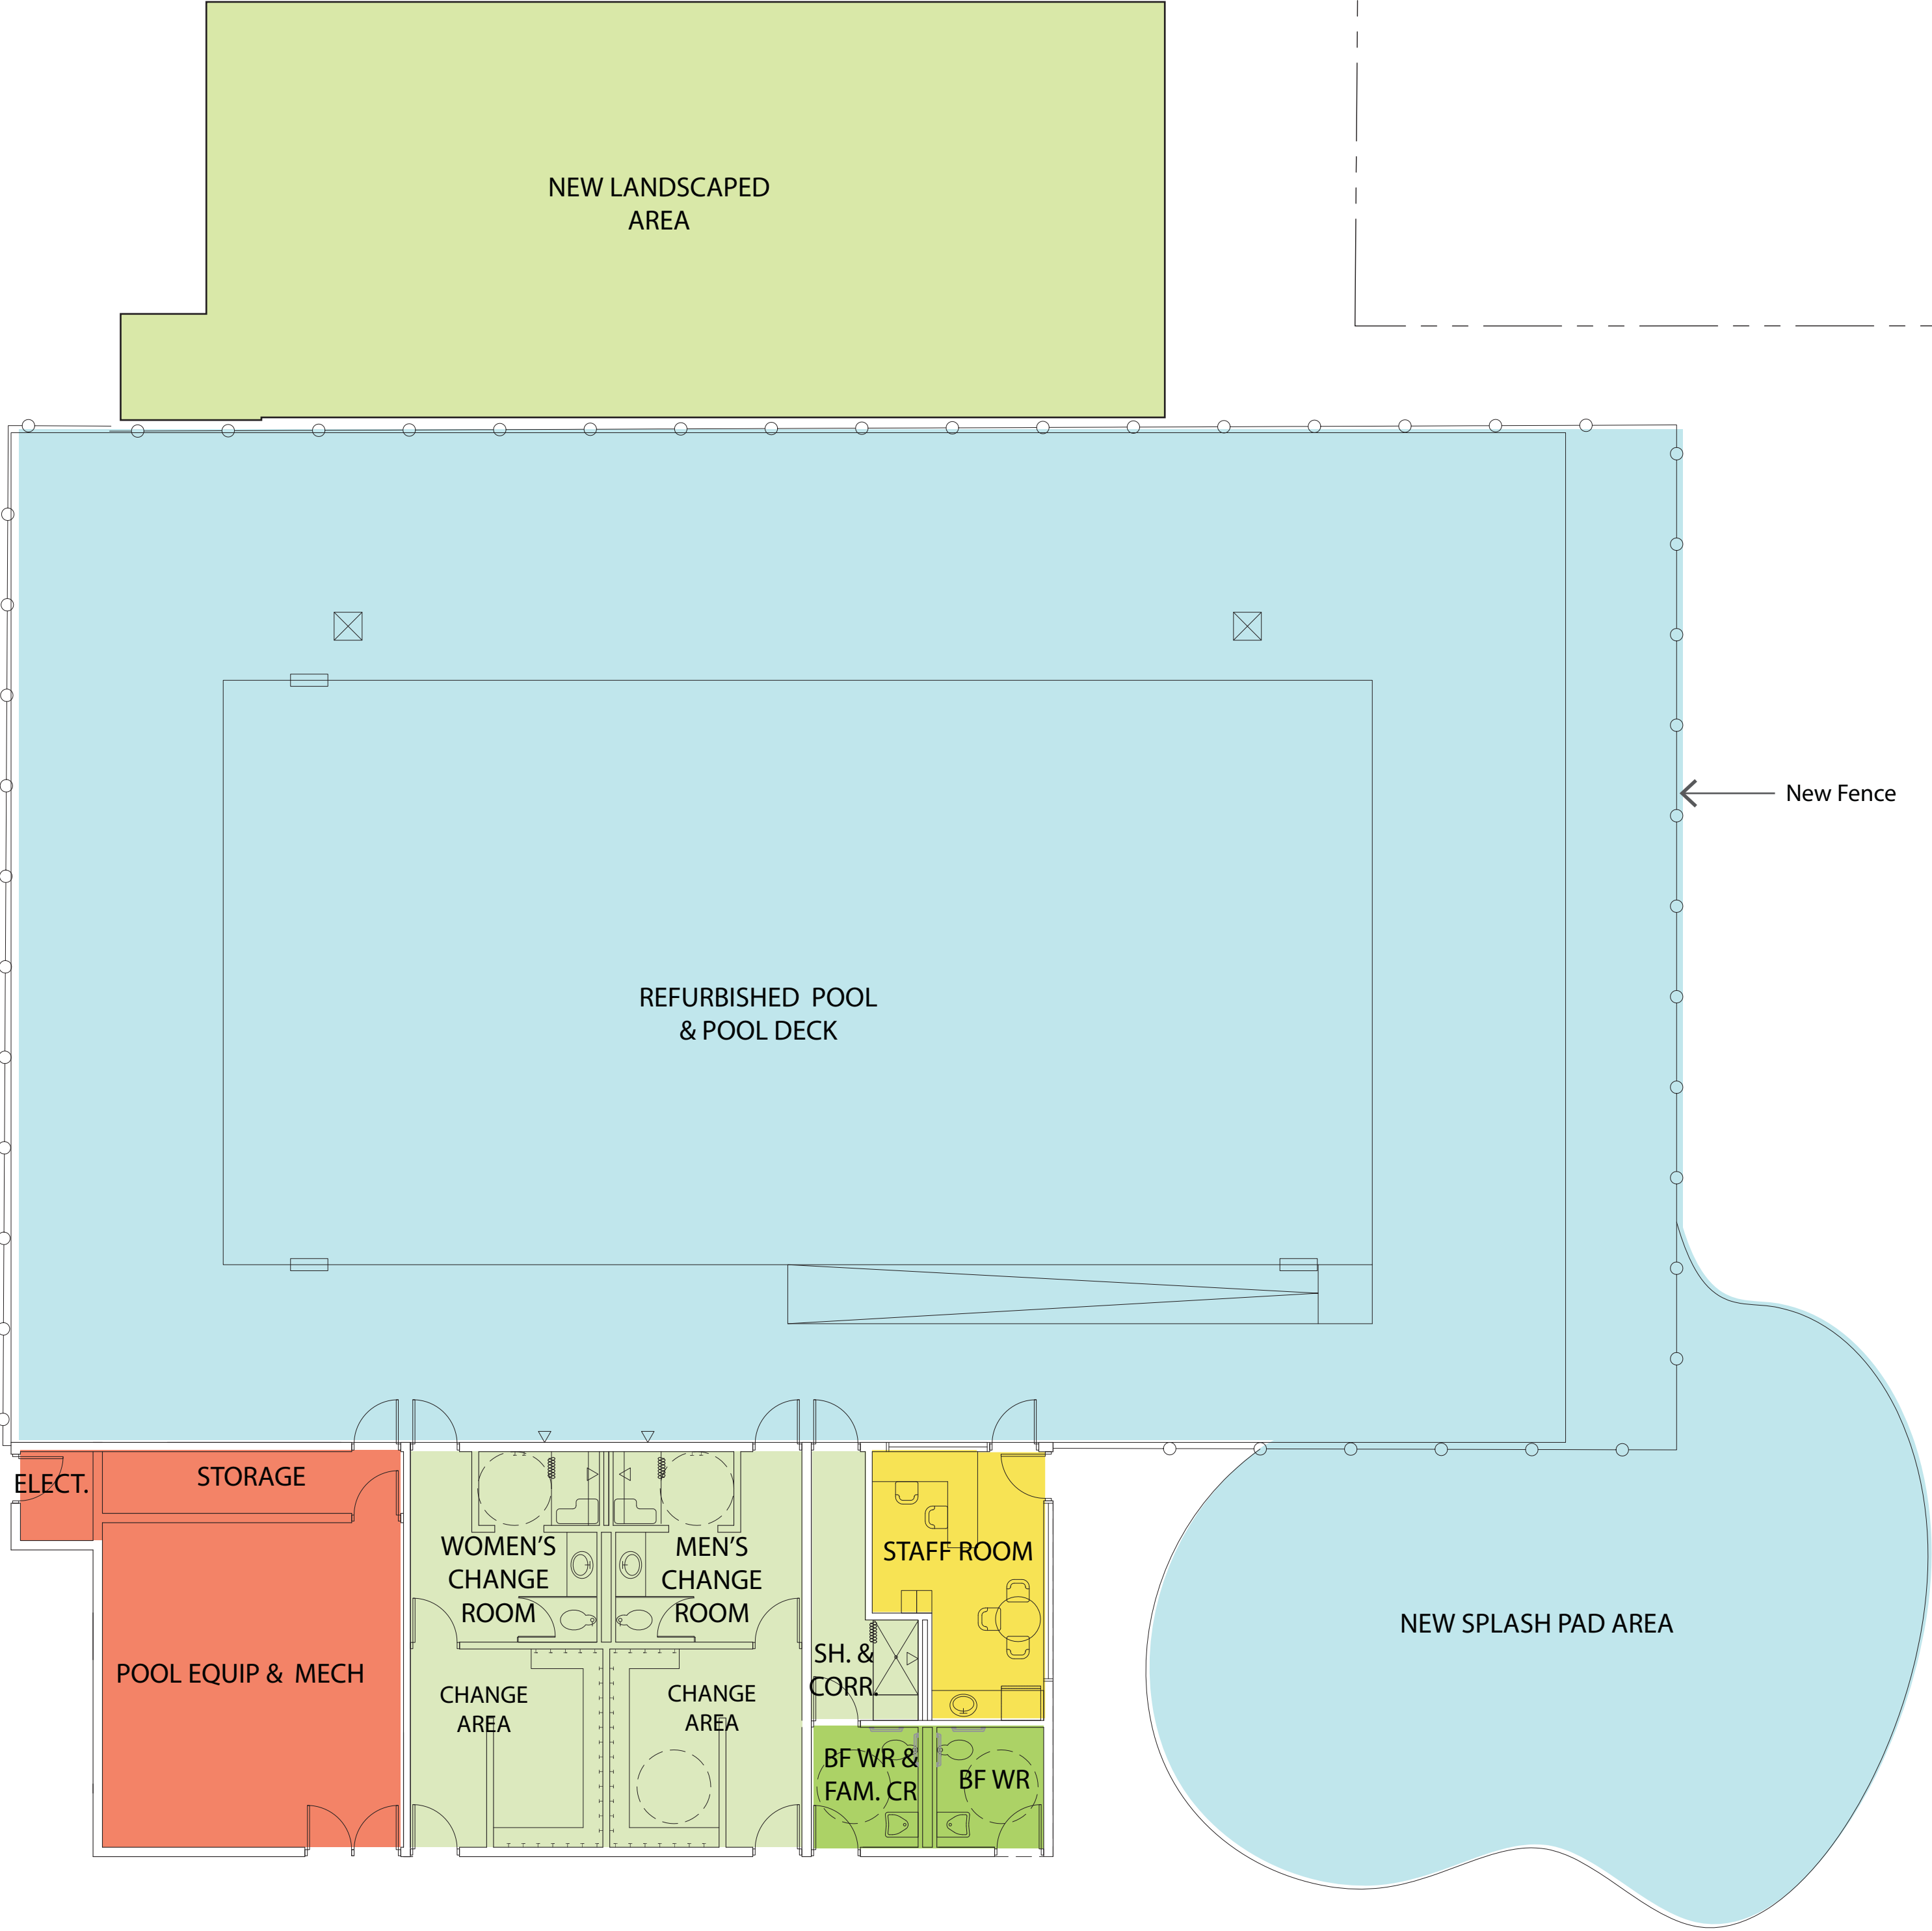 NEW LANDSCAPED
AREA
New Fence
REFURBISHED POOL
& POOL DECK
ELECT.
STORAGE
WOMEN'S
CHANGE
ROOM
MEN'S
CHANGE
ROOM
STAFF ROOM
NEW SPLASH PAD AREA
POOL EQUIP & MECH
SH. &
CORR.
CHANGE
AREA
CHANGE
AREA
BF WR &
FAM. CR
BF WR